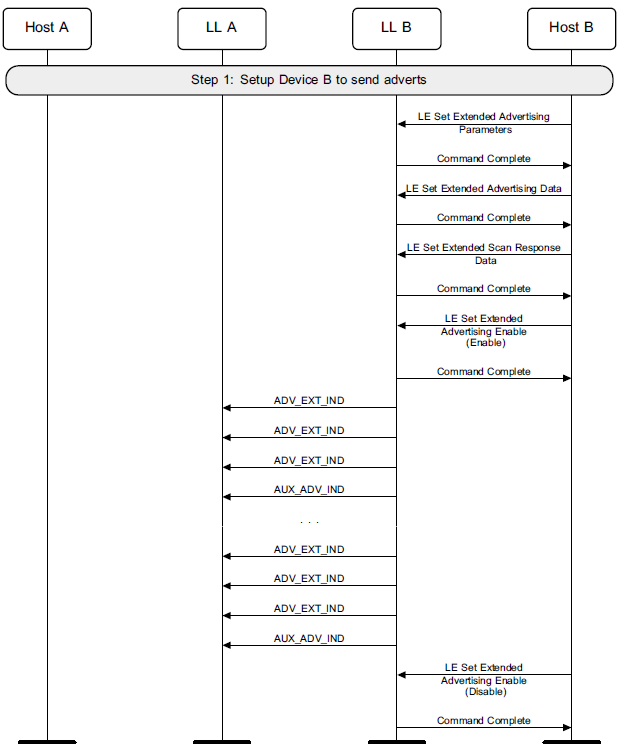 Host A
LL A
LL B
Host B
Step 1: Setup Device B to send adverts
LE Set Extended Advertising
Parameters
Command Complete
LE Set Extended Advertising Data
Command Complete
LE Set Extended Scan Response
Data
Command Complete
LE Set Extended
Advertising Enable
(Enable)
Command Complete
ADV_EXT_IND
ADV_EXT_IND
ADV_EXT_IND
AUX_ADV_IND
. . .
ADV_EXT_IND
ADV_EXT_IND
ADV_EXT_IND
AUX_ADV_IND
LE Set Extended
Advertising Enable
(Disable)
Command Complete